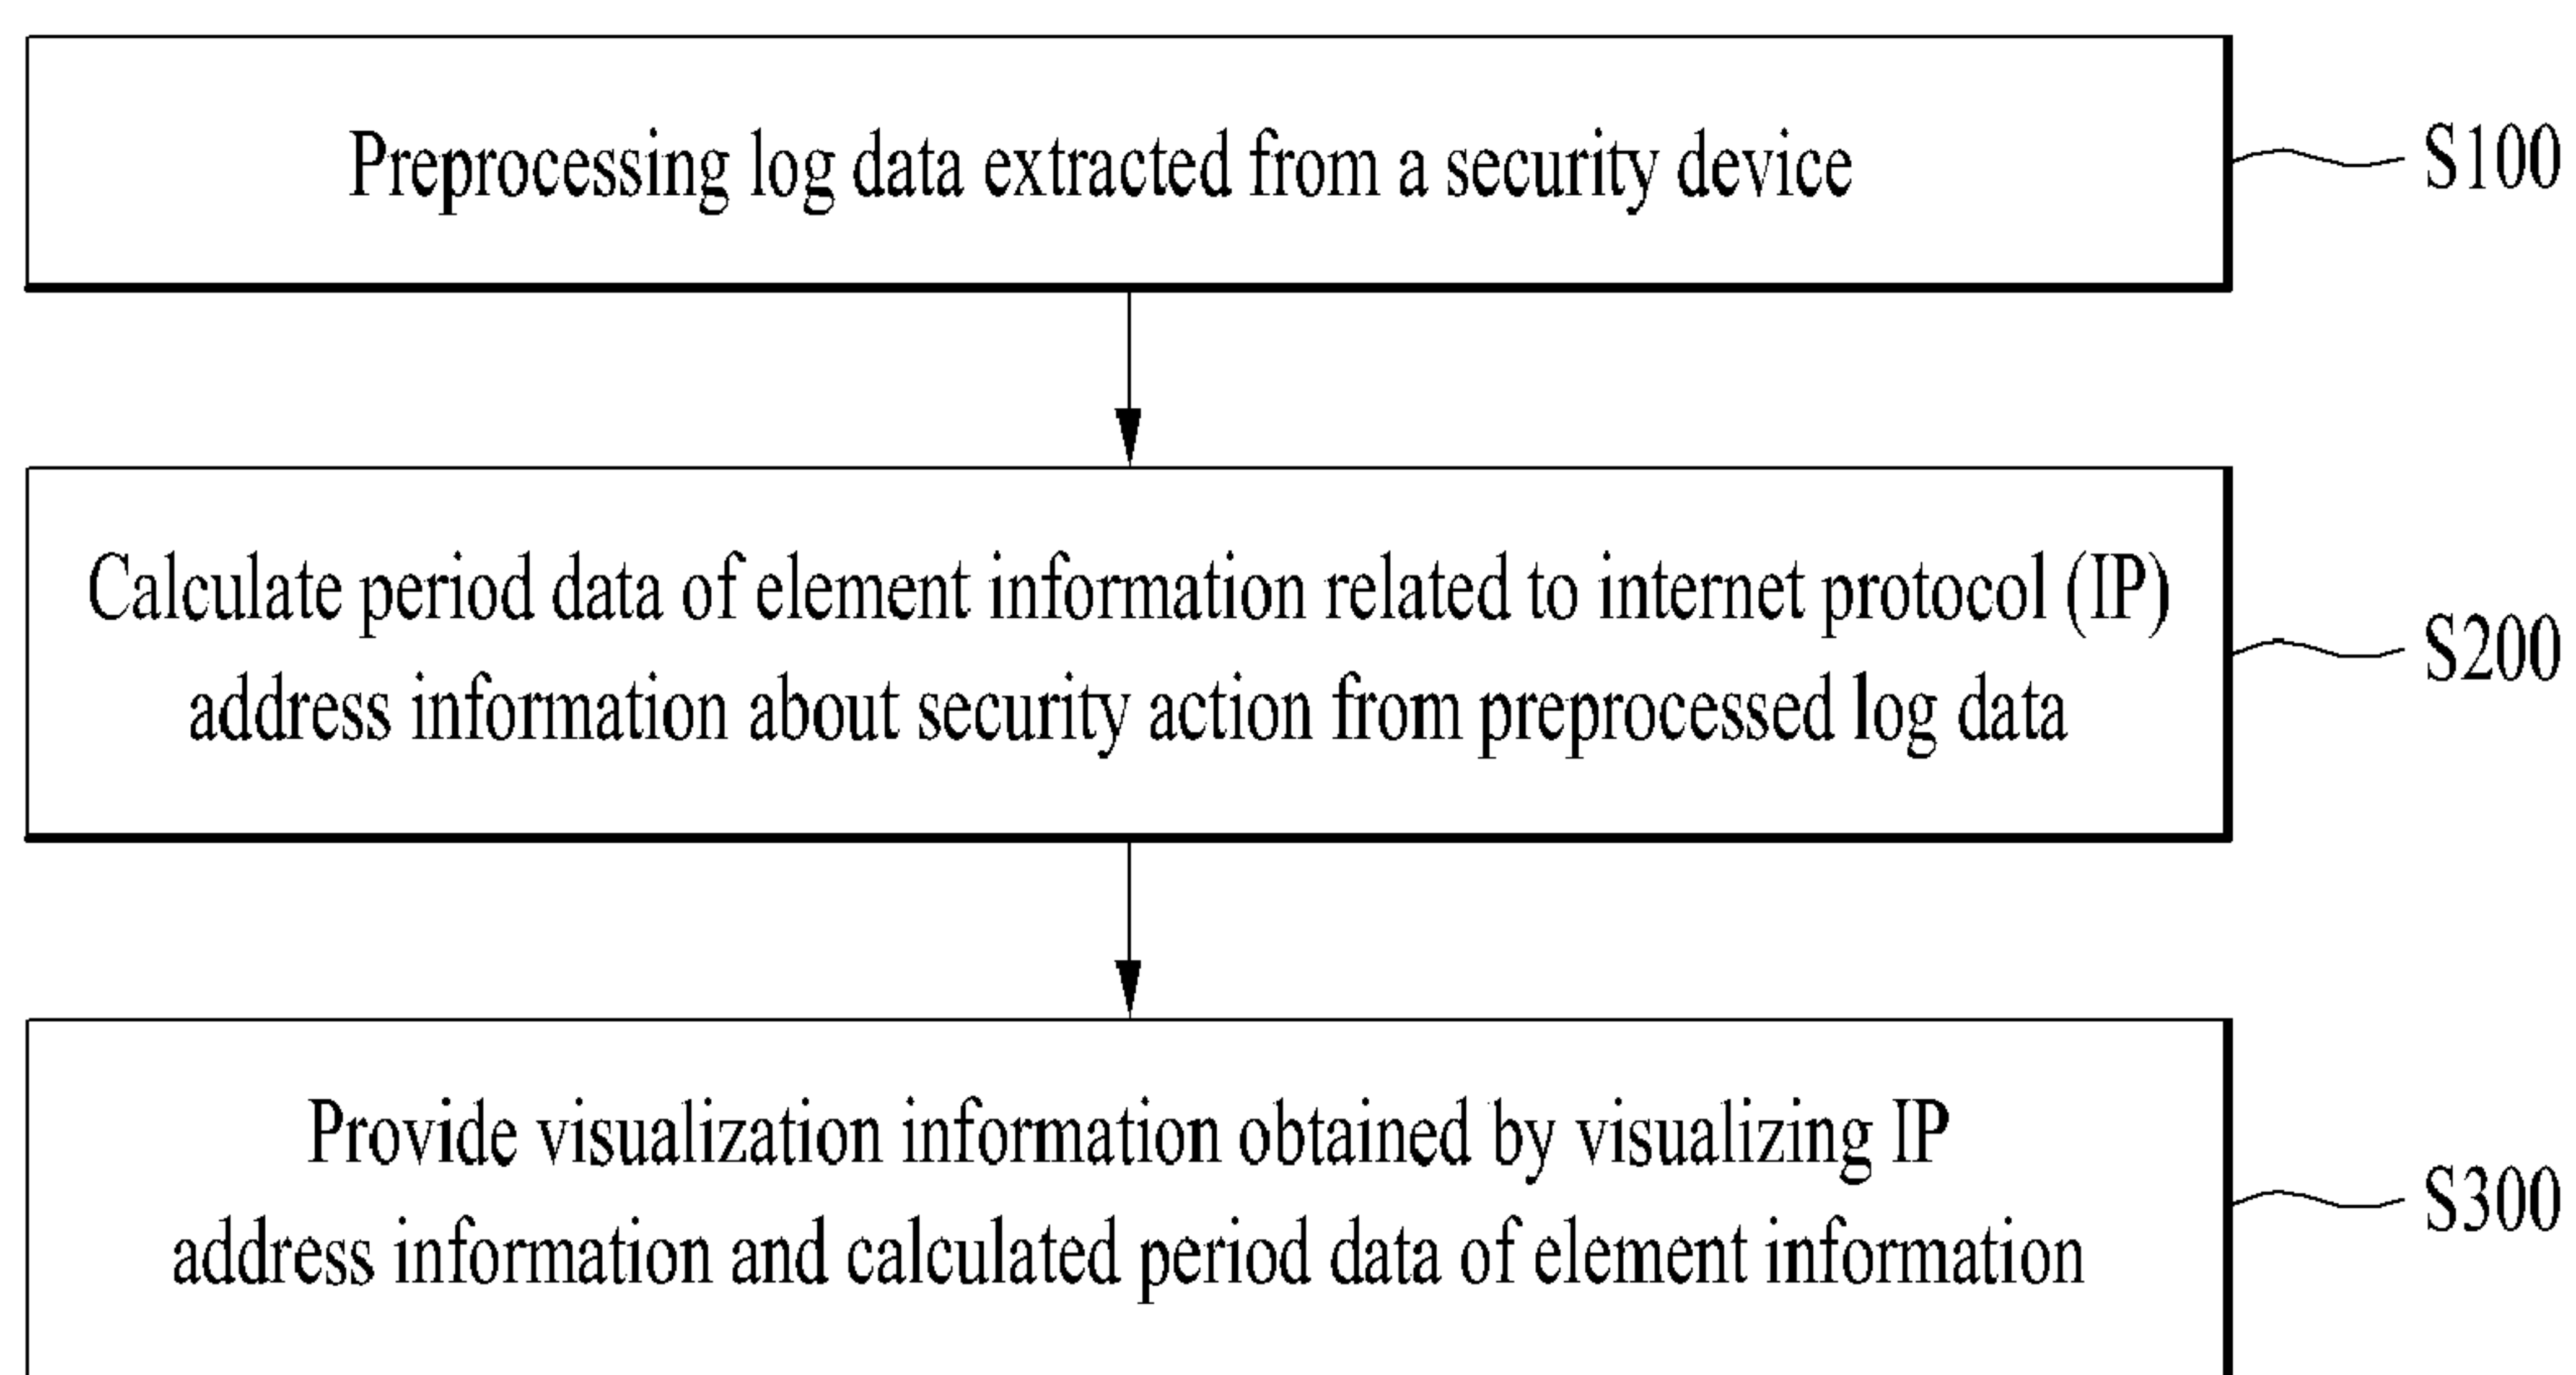 Preprocessing log data extracted from a security device
S100
Calculate period data of element information related to internet protocol (IP)
address information about security action from preprocessed log data
S200
Provide visualization information obtained by visualizing IP
address information and calculated period data of element information
S300